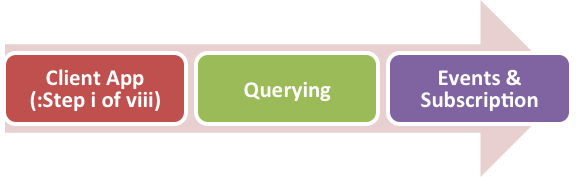 Client App
(:Step i of viii)
Querying
Events &
Subscription